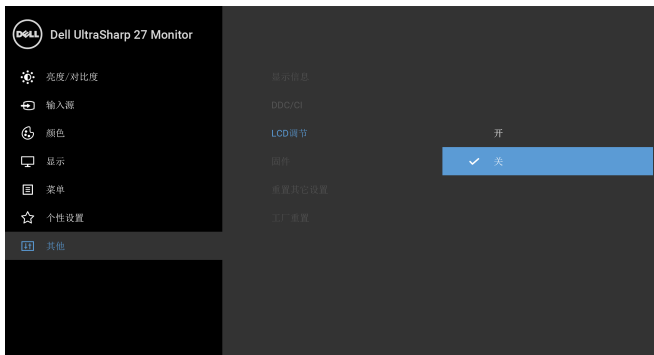 DELL Dell UltraSharp 27 Monitor
亮度/对比度
输入源
颜色
显示
菜单
个性设置
其他
显示信息
DDC/CI
LCD调节
固件
重置其它设置
工厂重置
开
关